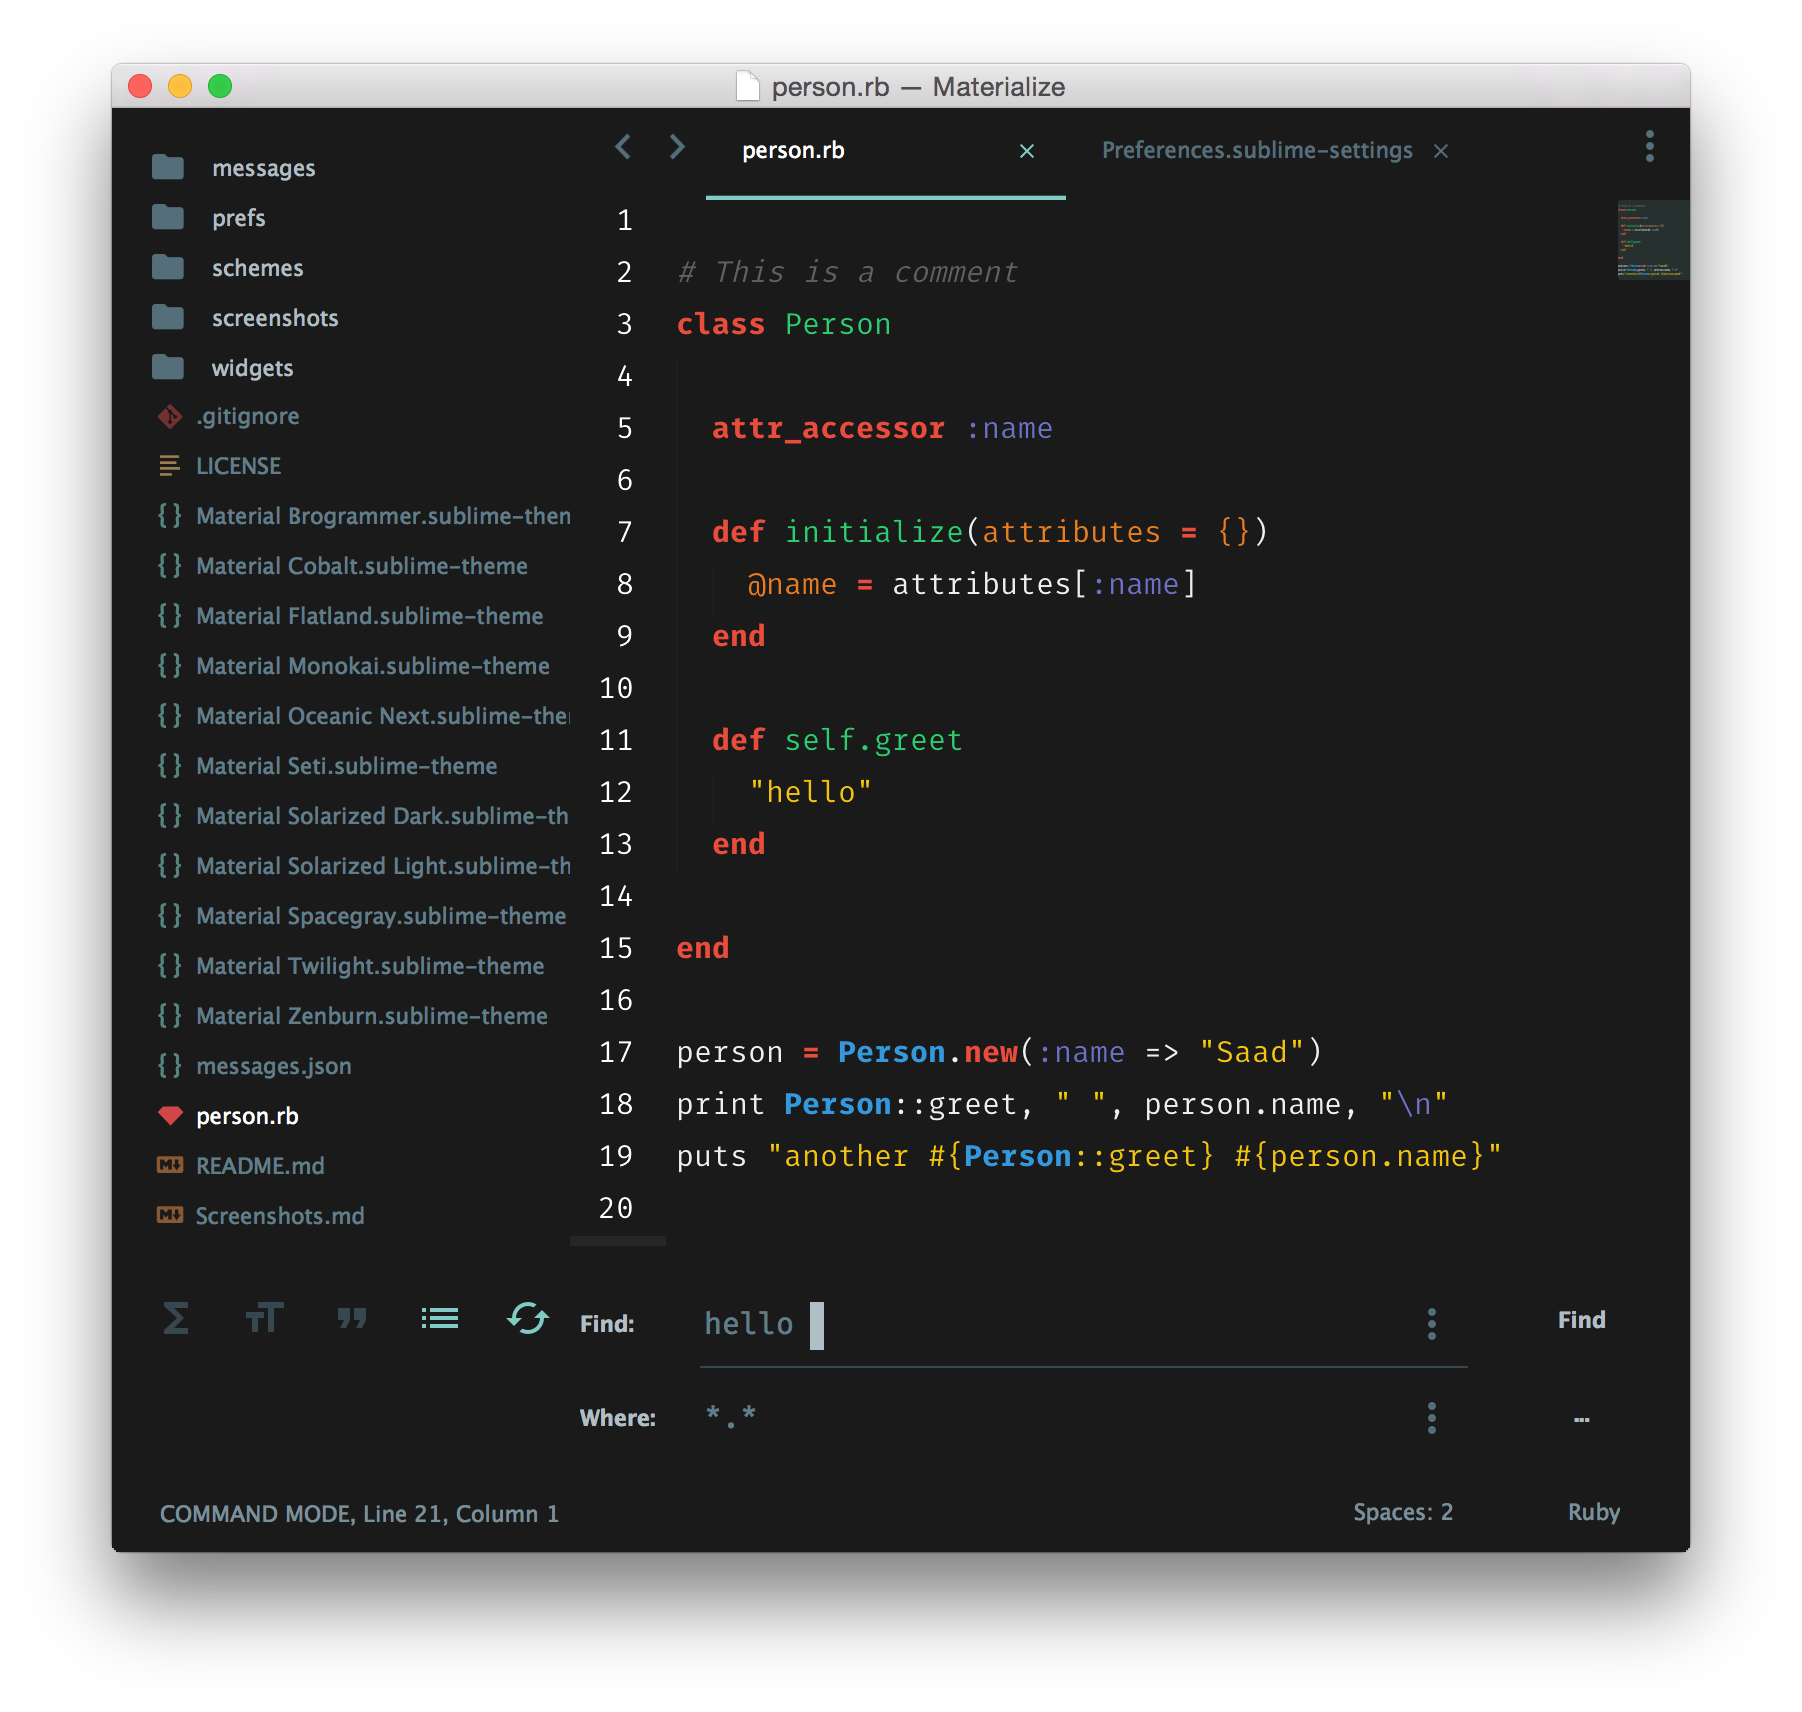 person.rb — Materialize
messages
prefs
schemes
screenshots
widgets
.gitignore
LICENSE
{} Material Brogrammer.sublime-them
{} Material Cobalt.sublime-theme
{} Material Flatland.sublime-theme
{} Material Monokai.sublime-theme
{} Material Oceanic Next.sublime-the
{} Material Seti.sublime-theme
{} Material Solarized Dark.sublime-th
{} Material Solarized Light.sublime-th
{} Material Spacegray.sublime-theme
{} Material Twilight.sublime-theme
{} Material Zenburn.sublime-theme
{} messages.json
person.rb
README.md
Screenshots.md
person.rb × Preferences.sublime-settings ×
1
2 # This is a comment
3 class Person
4
5   attr_accessor :name
6
7   def initialize(attributes = {})
8     @name = attributes[:name]
9   end
10
11   def self.greet
12     "hello"
13   end
14
15 end
16
17 person = Person.new(:name => "Saad")
18 print Person::greet, " ", person.name, "\n"
19 puts "another #{Person::greet} #{person.name}"
20
Find: hello Find
Where: *.* ...
COMMAND MODE, Line 21, Column 1 Spaces: 2 Ruby